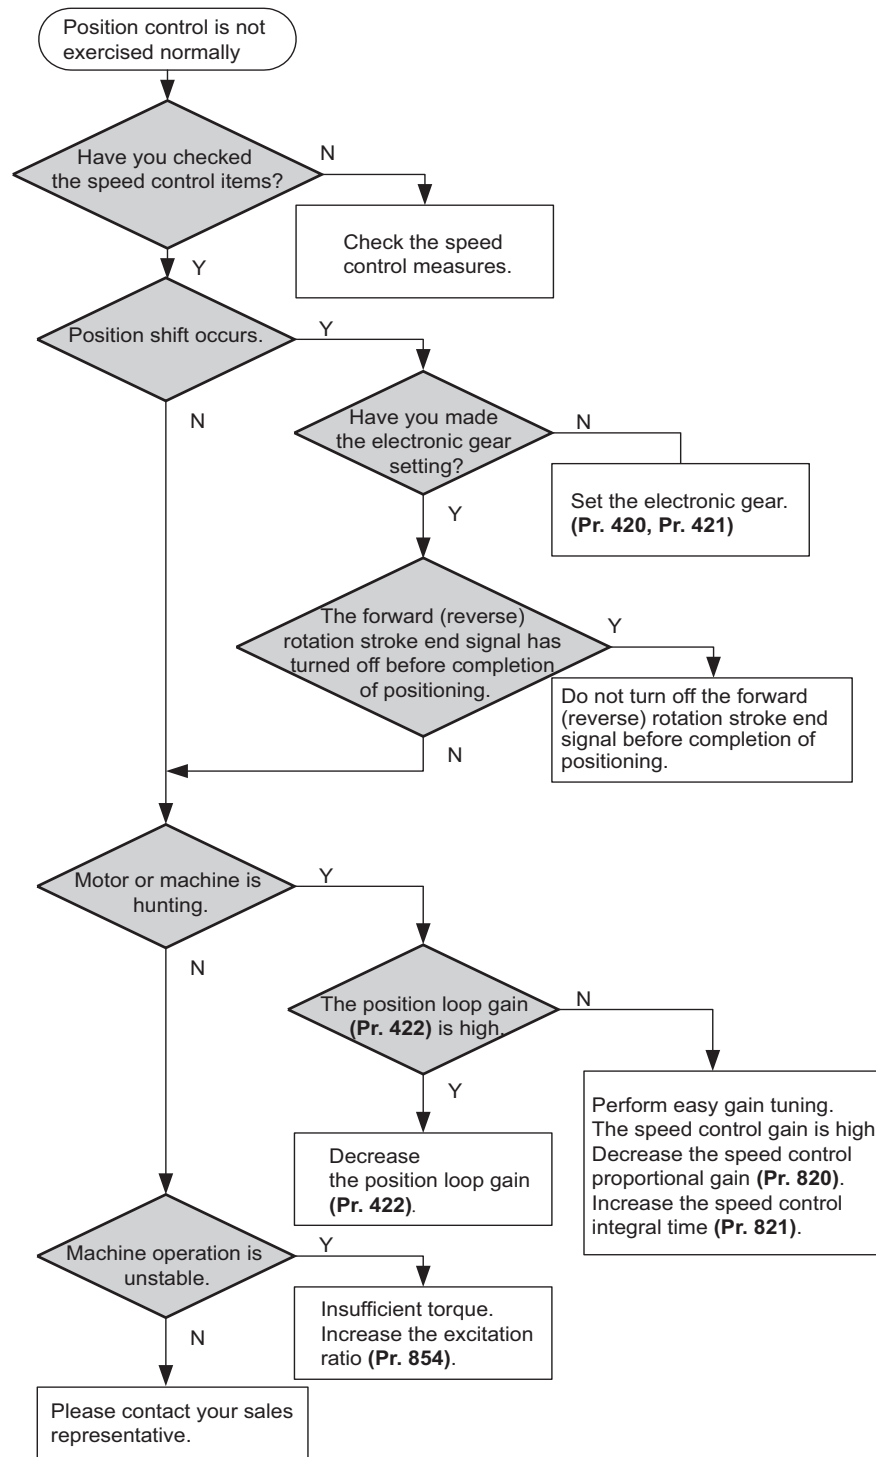 Position control is not
exercised normally
Have you checked
the speed control items?
N
Check the speed
control measures.
Y
Position shift occurs.
Y
N
Have you made
the electronic gear
setting?
N
Set the electronic gear.
(Pr. 420, Pr. 421)
Y
The forward (reverse)
rotation stroke end signal has
turned off before completion
of positioning.
Y
Do not turn off the forward
(reverse) rotation stroke end
signal before completion of
positioning.
N
Motor or machine is
hunting.
Y
N
The position loop gain
(Pr. 422) is high.
N
Y
Perform easy gain tuning.
The speed control gain is high
Decrease the speed control
proportional gain (Pr. 820).
Increase the speed control
integral time (Pr. 821).
Decrease
the position loop gain
(Pr. 422).
Machine operation is
unstable.
Y
Insufficient torque.
Increase the excitation
ratio (Pr. 854).
N
Please contact your sales
representative.